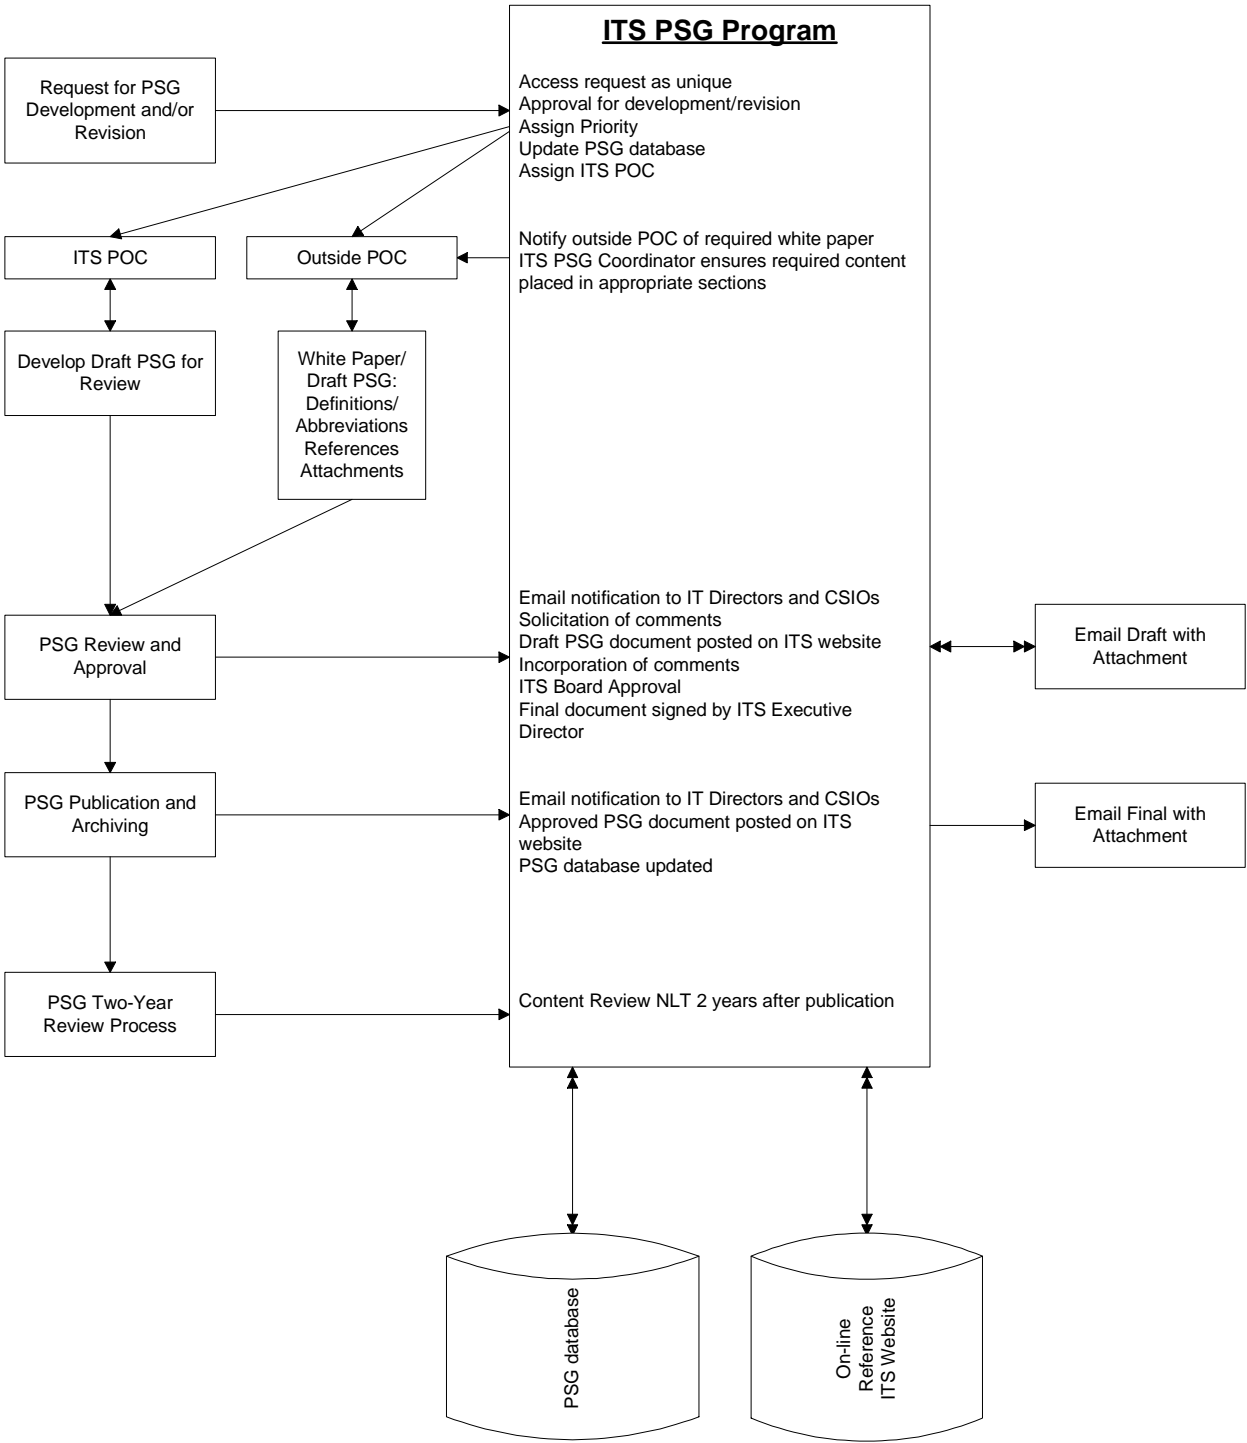 ITS PSG Program
Request for PSG
Development and/or
Revision
Access request as unique
Approval for development/revision
Assign Priority
Update PSG database
Assign ITS POC
ITS POC
Outside POC
Notify outside POC of required white paper
ITS PSG Coordinator ensures required content
placed in appropriate sections
Develop Draft PSG for
Review
White Paper/
Draft PSG:
Definitions/
Abbreviations
References
Attachments
PSG Review and
Approval
Email notification to IT Directors and CSIOs
Solicitation of comments
Draft PSG document posted on ITS website
Incorporation of comments
ITS Board Approval
Final document signed by ITS Executive
Director
Email Draft with
Attachment
PSG Publication and
Archiving
Email notification to IT Directors and CSIOs
Approved PSG document posted on ITS
website
PSG database updated
Email Final with
Attachment
PSG Two-Year
Review Process
Content Review NLT 2 years after publication
PSG database
On-line
Reference
ITS Website